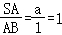 SA/AB = a/1 = 1